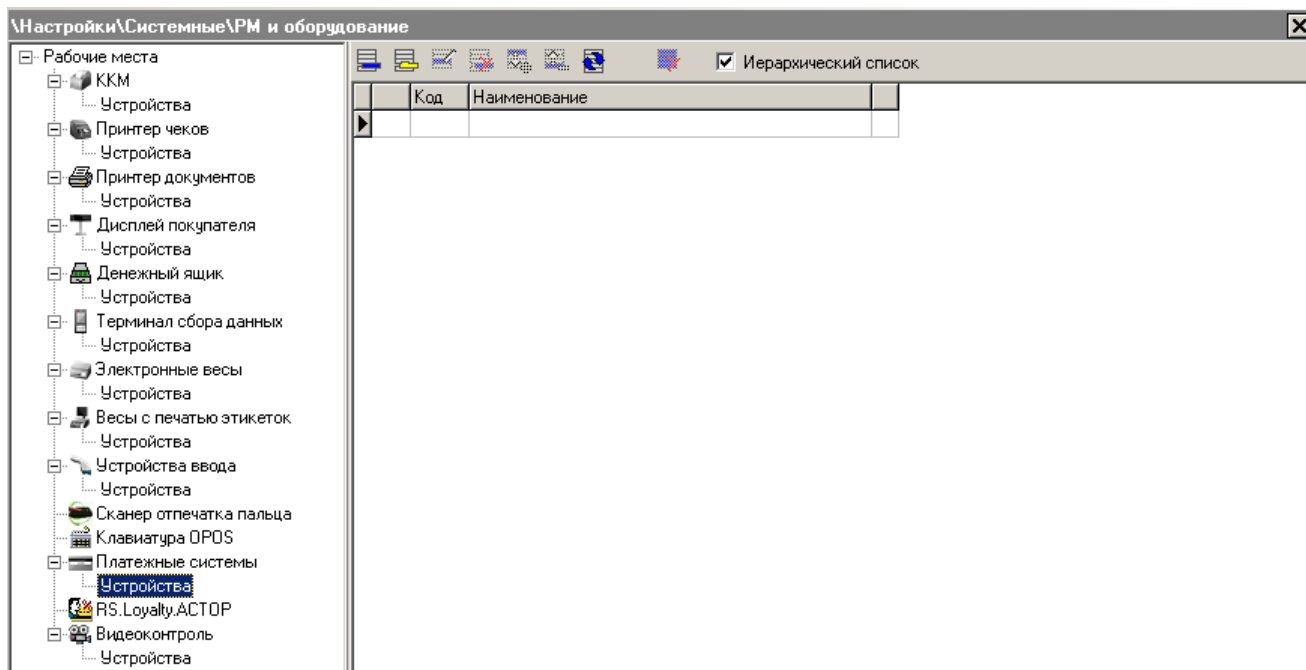 \Настройки\Системные\РМ и оборудование
Рабочие места
ККМ
Устройства
Принтер чеков
Устройства
Принтер документов
Устройства
Дисплей покупателя
Устройства
Денежный ящик
Устройства
Терминал сбора данных
Устройства
Электронные весы
Устройства
Весы с печатью этикеток
Устройства
Устройства ввода
Устройства
Сканер отпечатка пальца
Клавиатура OPOS
Платежные системы
Устройства
RS.Loyalty.АСТОР
Видеоконтроль
Устройства
Иерархический список
Код Наименование